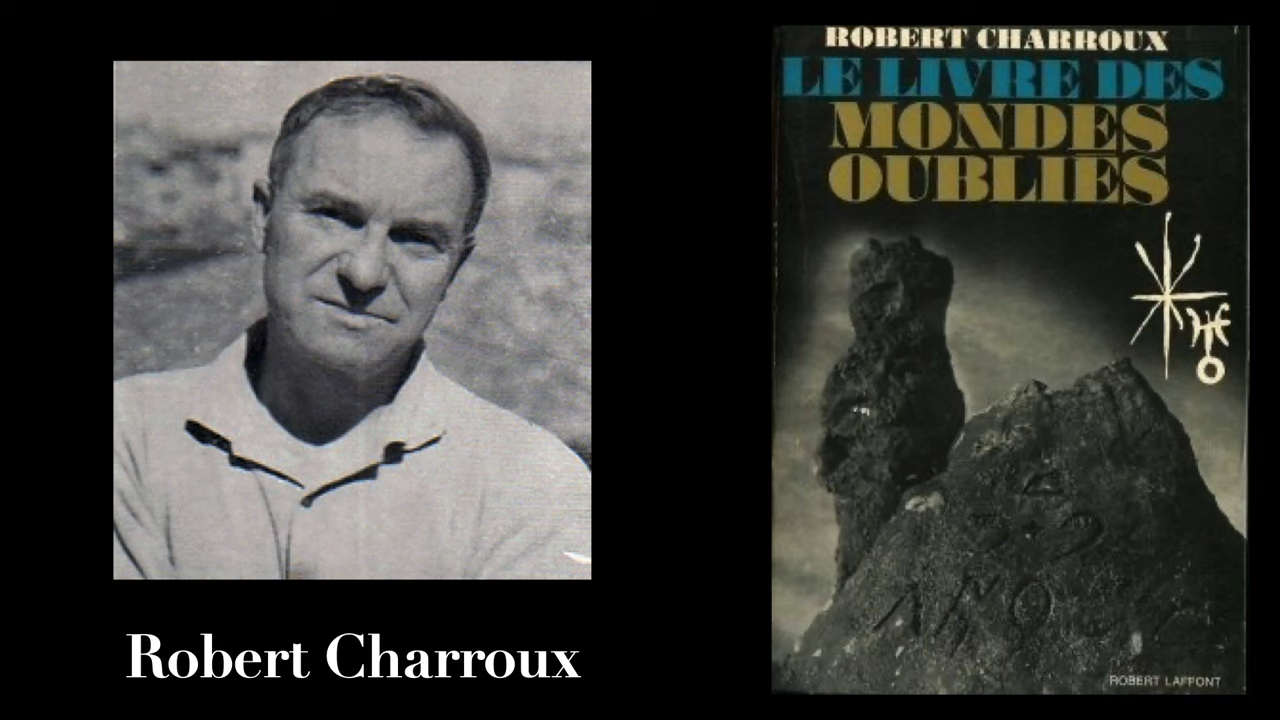 Robert Charroux
ROBERT CHARROUX
LE LIVRE DES
MONDES
OUBLIÉS
ROBERT LAFFONT